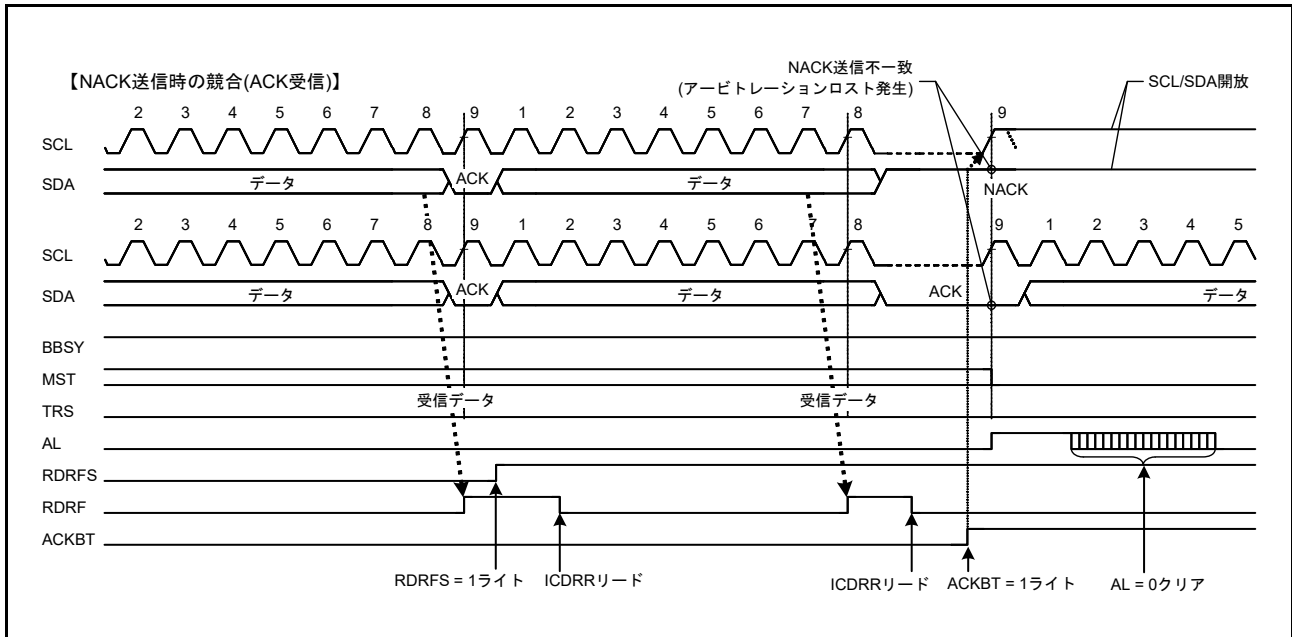 【NACK送信時の競合(ACK受信)】
NACK送信不一致
(アービトレーションロスト発生)
SCL/SDA開放
2 3 4 5 6 7 8 9 1 2 3 4 5 6 7 8 9
SCL
SDA データ ACK データ NACK
2 3 4 5 6 7 8 9 1 2 3 4 5 6 7 8 9 1 2 3 4 5
SCL
SDA データ ACK データ ACK データ
BBSY
MST
受信データ 受信データ
TRS
AL
RDRFS
RDRF
ACKBT
RDRFS = 1ライト ICDRRリード ICDRRリード ACKBT = 1ライト AL = 0クリア